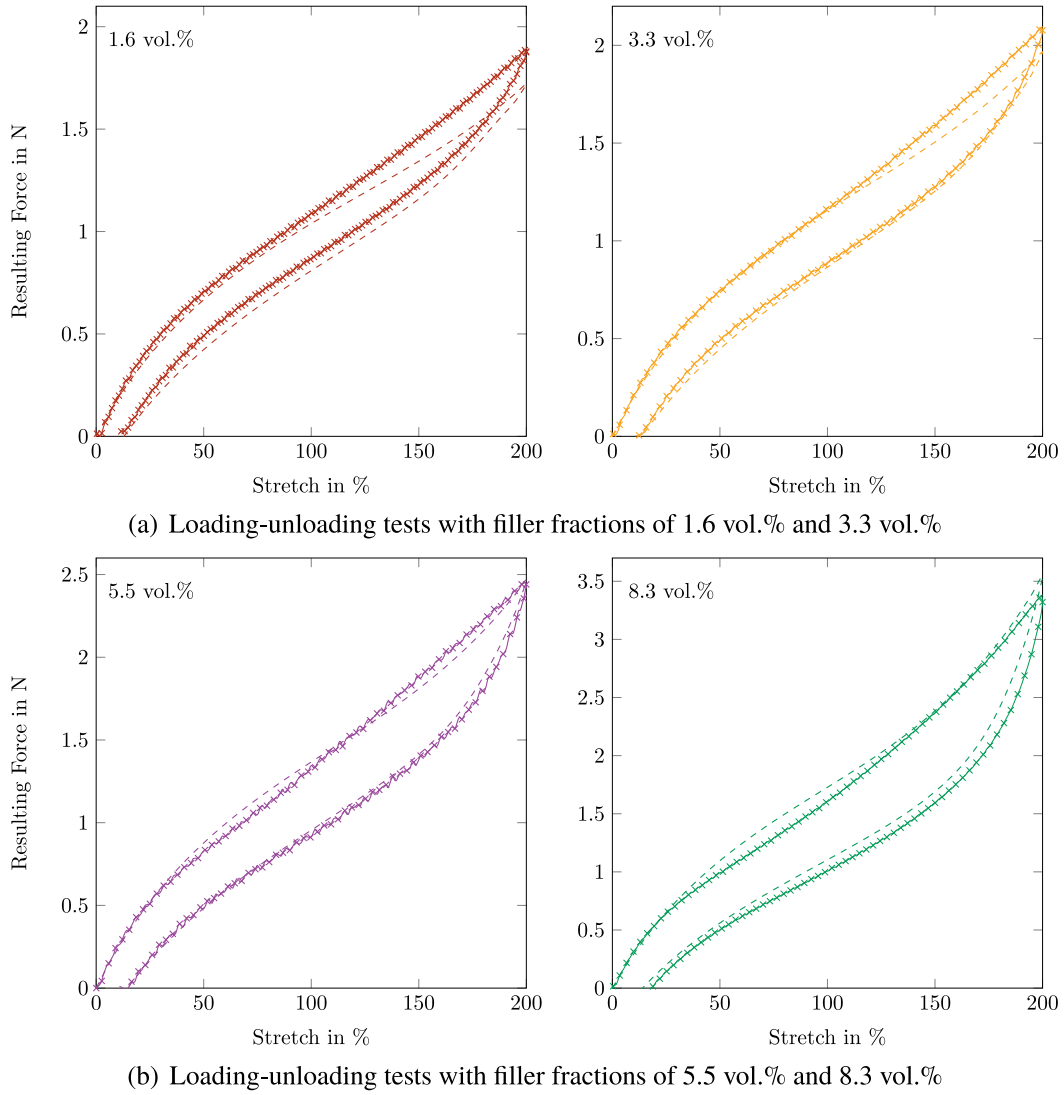 1.6 vol.%
2
1.5
1
0.5
0
0 50 100 150 200
Resulting Force in N
Stretch in %
3.3 vol.%
2
1
0
0 50 100 150 200
Stretch in %
(a) Loading-unloading tests with filler fractions of 1.6 vol.% and 3.3 vol.%
5.5 vol.%
2.5
2
1.5
1
0.5
0
0 50 100 150 200
Resulting Force in N
Stretch in %
8.3 vol.%
3.5
3
2.5
2
1.5
1
0.5
0
0 50 100 150 200
Stretch in %
(b) Loading-unloading tests with filler fractions of 5.5 vol.% and 8.3 vol.%